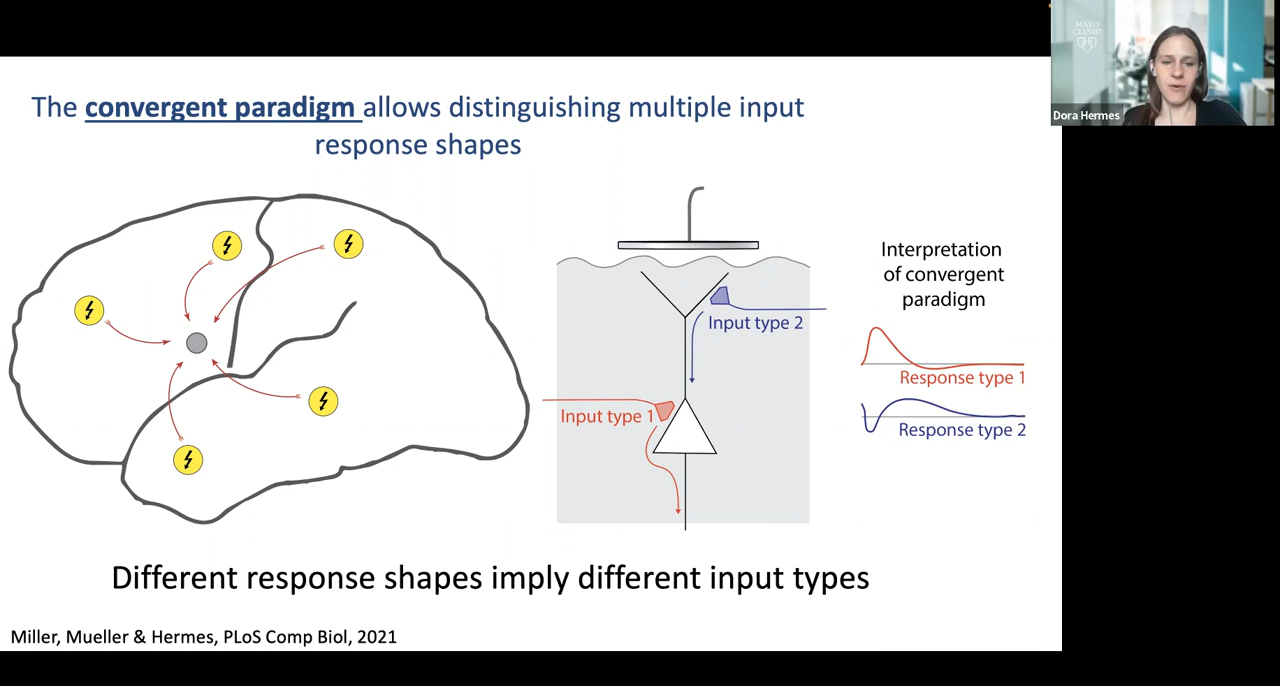 MAYO
CLINIC
Dora Hermes
The convergent paradigm allows distinguishing multiple input
response shapes
Input type 2
Input type 1
Interpretation
of convergent
paradigm
Response type 1
Response type 2
Different response shapes imply different input types
Miller, Mueller & Hermes, PLoS Comp Biol, 2021